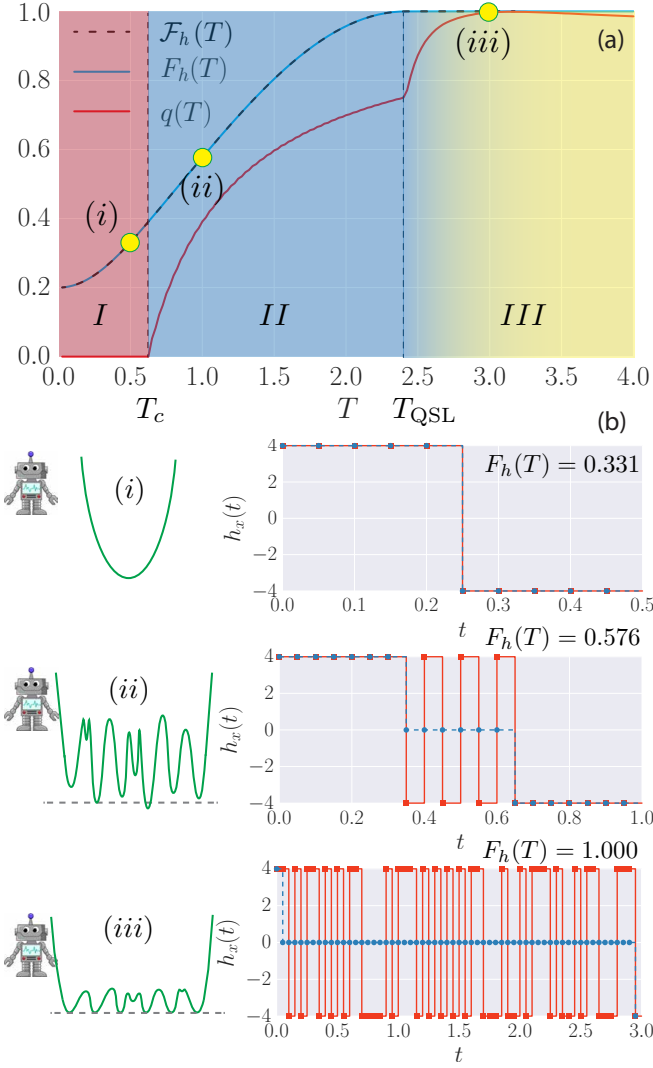 1.0
(a)
𝓕_h(T)
F_h(T)
q(T)
(iii)
0.8
0.6
(ii)
0.4
(i)
0.2
I II III
0.0
0.0 0.5 1.0 1.5 2.0 2.5 3.0 3.5 4.0
T_c T T_QSL
(b)
(i)
F_h(T) = 0.331
4
2
0
−2
−4
h_x(t)
0.0 0.1 0.2 0.3 0.4 0.5
t
(ii)
F_h(T) = 0.576
4
2
0
−2
−4
h_x(t)
0.0 0.2 0.4 0.6 0.8 1.0
t
(iii)
F_h(T) = 1.000
4
2
0
−2
−4
h_x(t)
0.0 0.5 1.0 1.5 2.0 2.5 3.0
t